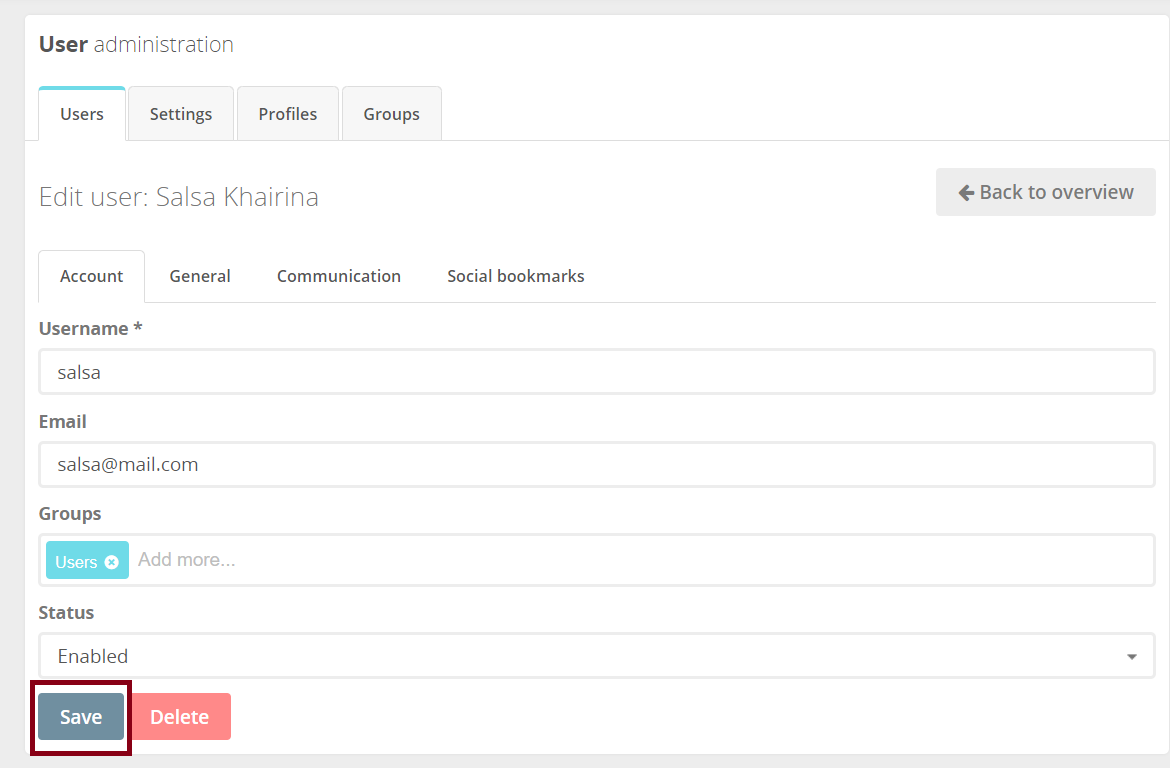 User administration
Users Settings Profiles Groups
Edit user: Salsa Khairina
Back to overview
Account General Communication Social bookmarks
Username *
salsa
Email
salsa@mail.com
Groups
Users Add more...
Status
Enabled
Save Delete